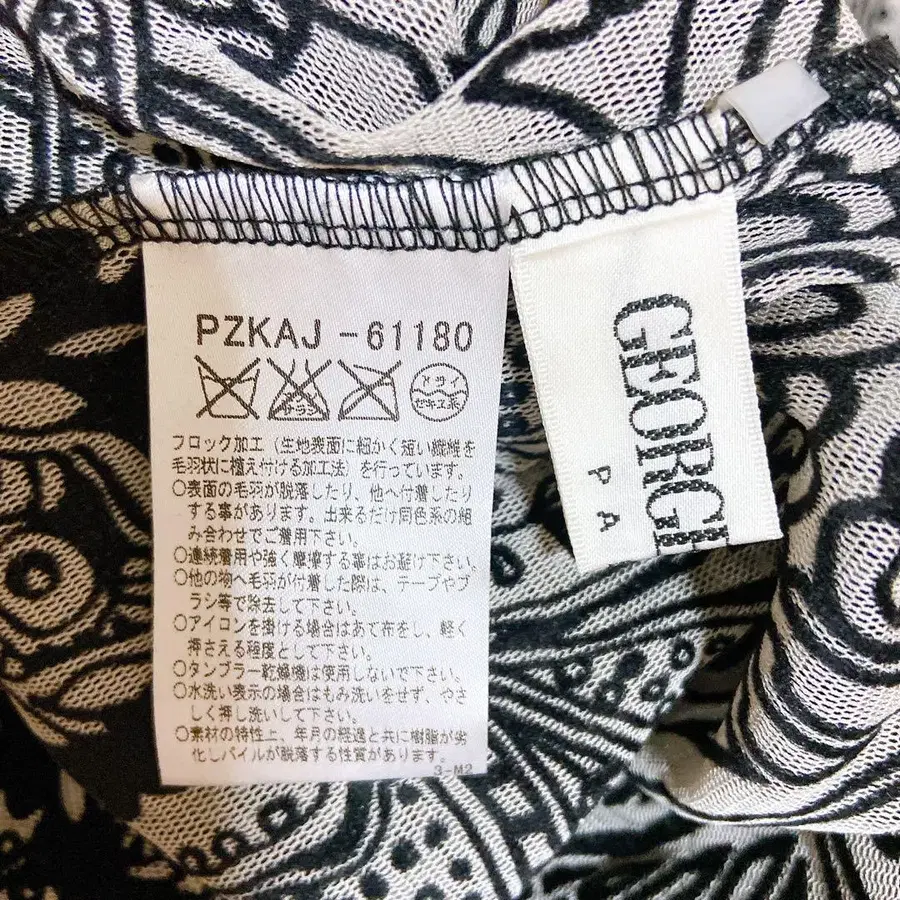 PZKAJ-61180
サラシ
ドライ
セキユ系
フロック加工(生地表面に細かく短い繊維を
毛羽状に植え付ける加工法)を行っています。
○表面の毛羽が脱落したり、他へ付着したり
する事があります。出来るだけ同色系の組
み合わせでご着用下さい。
○連続着用や強く摩擦する事はお避け下さい。
○他の物へ毛羽が付着した際は、テープやブ
ラシ等で除去して下さい。
○アイロンを掛ける場合はあて布をし、軽く
押さえる程度として下さい。
○タンブラー乾燥機は使用しないで下さい。
○水洗い表示の場合はもみ洗いをせず、やさ
しく押し洗いして下さい。
○素材の特性上、年月の経過と共に樹脂が劣
化しパイルが脱落する性質があります。
3-M2
GEORG
PA